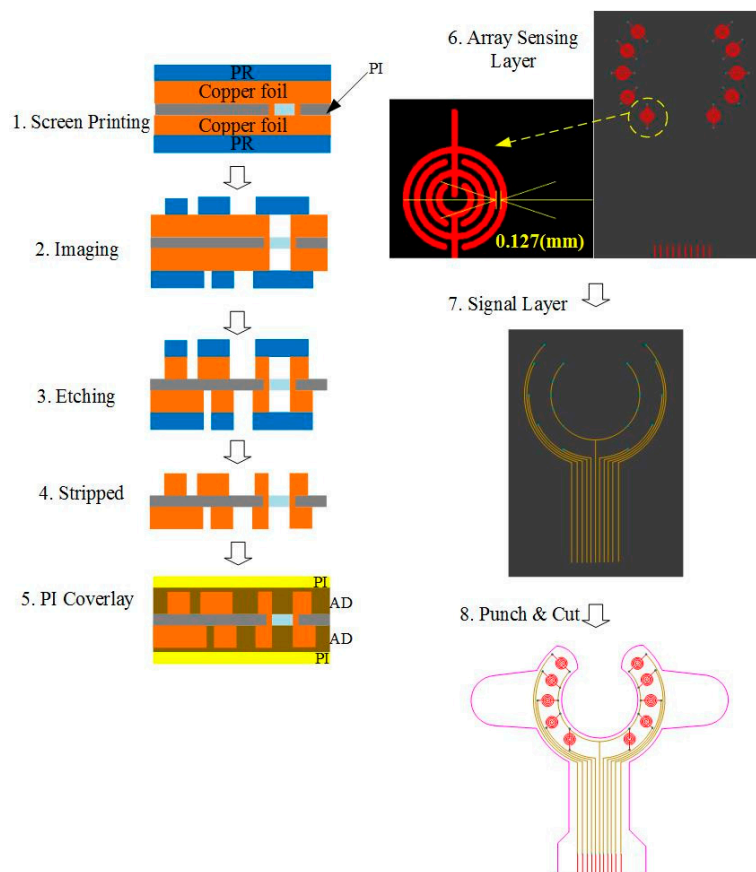 PR
PI
Copper foil
1. Screen Printing
Copper foil
PR
2. Imaging
3. Etching
4. Stripped
5. PI Coverlay
PI
AD
AD
PI
6. Array Sensing
Layer
0.127(mm)
7. Signal Layer
8. Punch & Cut